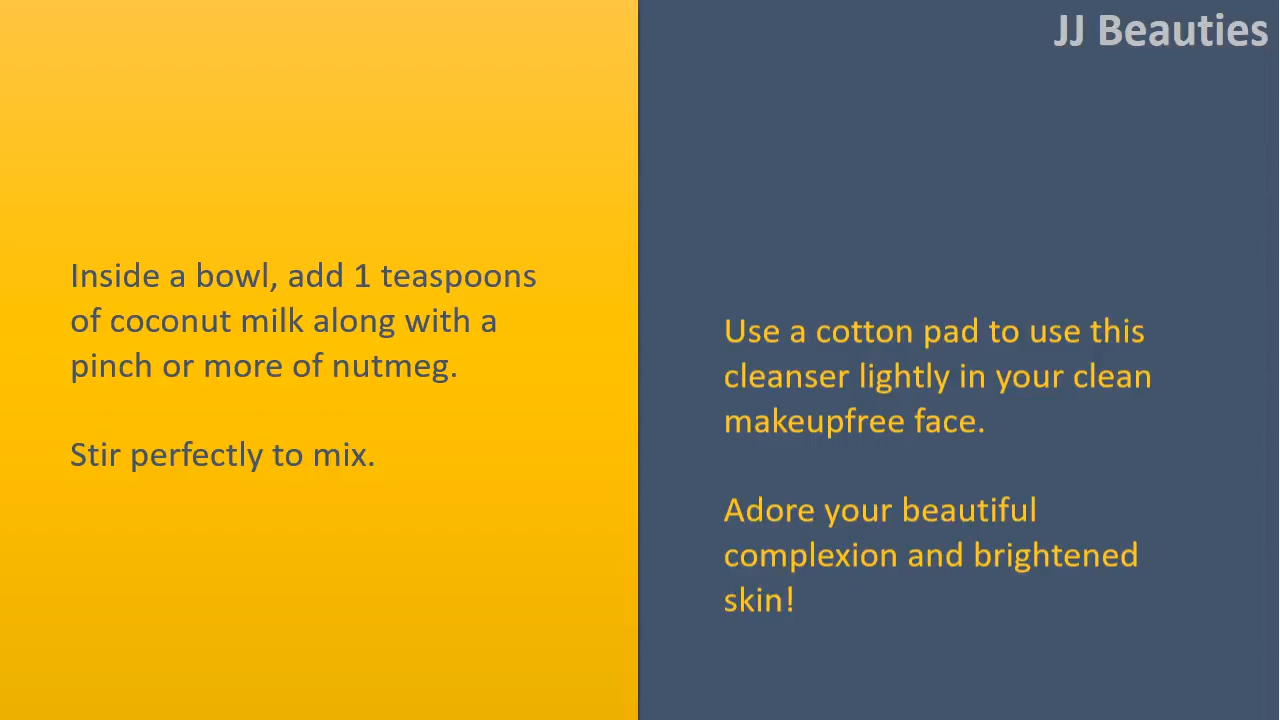 JJ Beauties
Inside a bowl, add 1 teaspoons
of coconut milk along with a
pinch or more of nutmeg.
Stir perfectly to mix.
Use a cotton pad to use this
cleanser lightly in your clean
makeupfree face.
Adore your beautiful
complexion and brightened
skin!